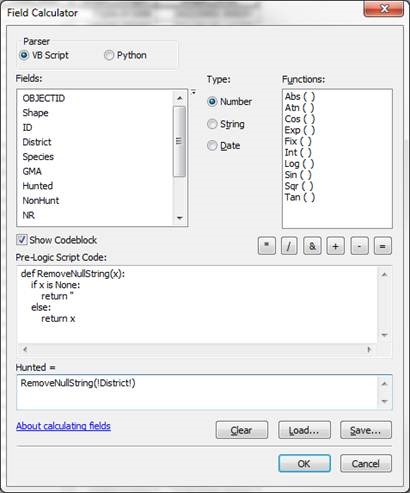 Field Calculator
Parser
VB Script Python
Fields: Type: Functions:
OBJECTID
Shape
ID
District
Species
GMA
Hunted
NonHunt
NR
Number
String
Date
Abs ( )
Atn ( )
Cos ( )
Exp ( )
Fix ( )
Int ( )
Log ( )
Sin ( )
Sqr ( )
Tan ( )
Show Codeblock
* / & + - =
Pre-Logic Script Code:
def RemoveNullString(x):
if x is None:
return ''
else:
return x
Hunted =
RemoveNullString(!District!)
About calculating fields
Clear Load... Save...
OK Cancel